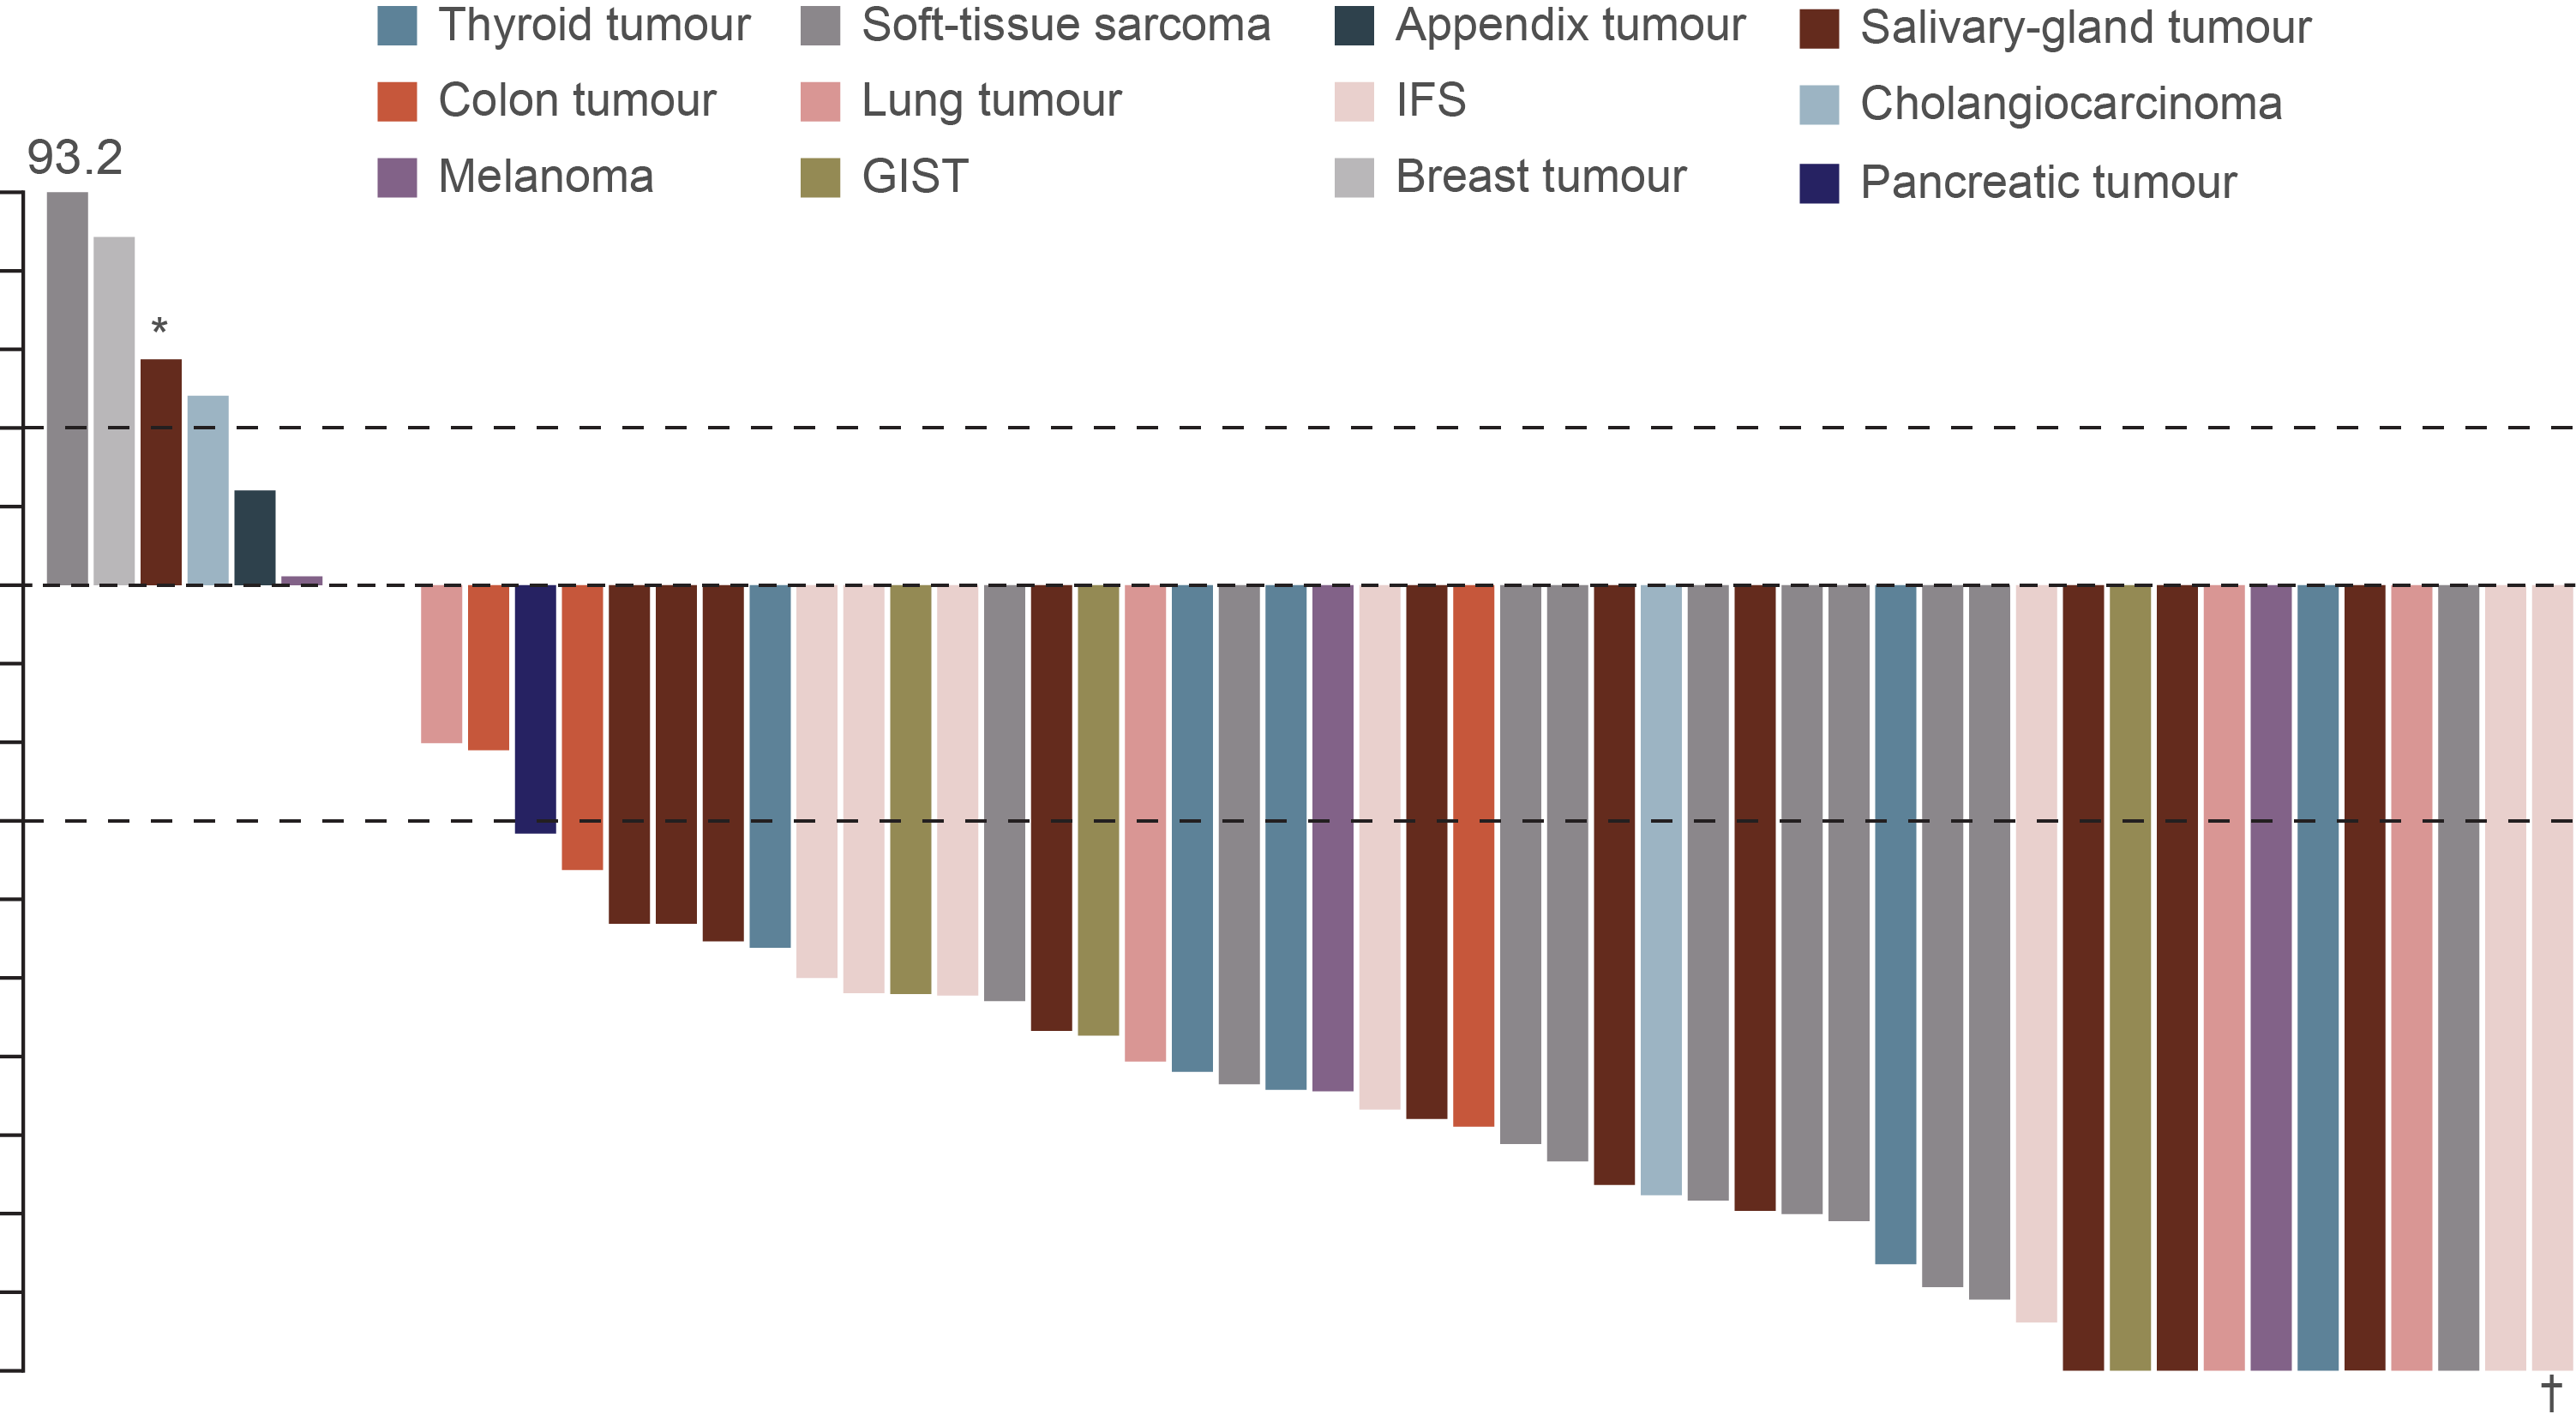 Thyroid tumour Soft-tissue sarcoma Appendix tumour Salivary-gland tumour
Colon tumour Lung tumour IFS Cholangiocarcinoma
Melanoma GIST Breast tumour Pancreatic tumour
93.2
*
†